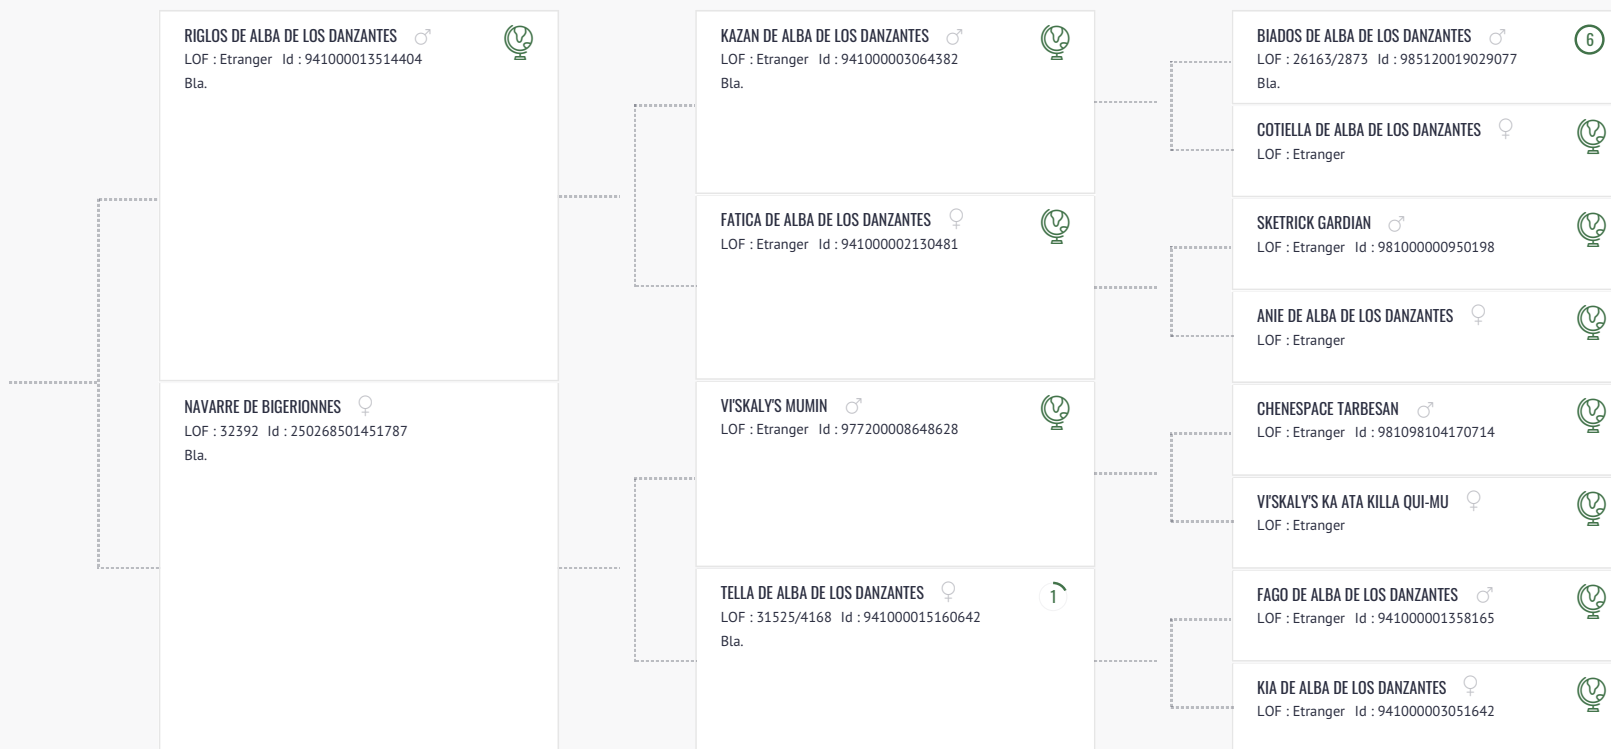 RIGLOS DE ALBA DE LOS DANZANTES
LOF : Etranger Id : 941000013514404
Bla.
NAVARRE DE BIGERIONNES
LOF : 32392 Id : 250268501451787
Bla.
KAZAN DE ALBA DE LOS DANZANTES
LOF : Etranger Id : 941000003064382
Bla.
FATICA DE ALBA DE LOS DANZANTES
LOF : Etranger Id : 941000002130481
VI'SKALY'S MUMIN
LOF : Etranger Id : 977200008648628
TELLA DE ALBA DE LOS DANZANTES
1
LOF : 31525/4168 Id : 941000015160642
Bla.
BIADOS DE ALBA DE LOS DANZANTES
6
LOF : 26163/2873 Id : 985120019029077
Bla.
COTIELLA DE ALBA DE LOS DANZANTES
LOF : Etranger
SKETRICK GARDIAN
LOF : Etranger Id : 981000000950198
ANIE DE ALBA DE LOS DANZANTES
LOF : Etranger
CHENESPACE TARBESAN
LOF : Etranger Id : 981098104170714
VI'SKALY'S KA ATA KILLA QUI-MU
LOF : Etranger
FAGO DE ALBA DE LOS DANZANTES
LOF : Etranger Id : 941000001358165
KIA DE ALBA DE LOS DANZANTES
LOF : Etranger Id : 941000003051642